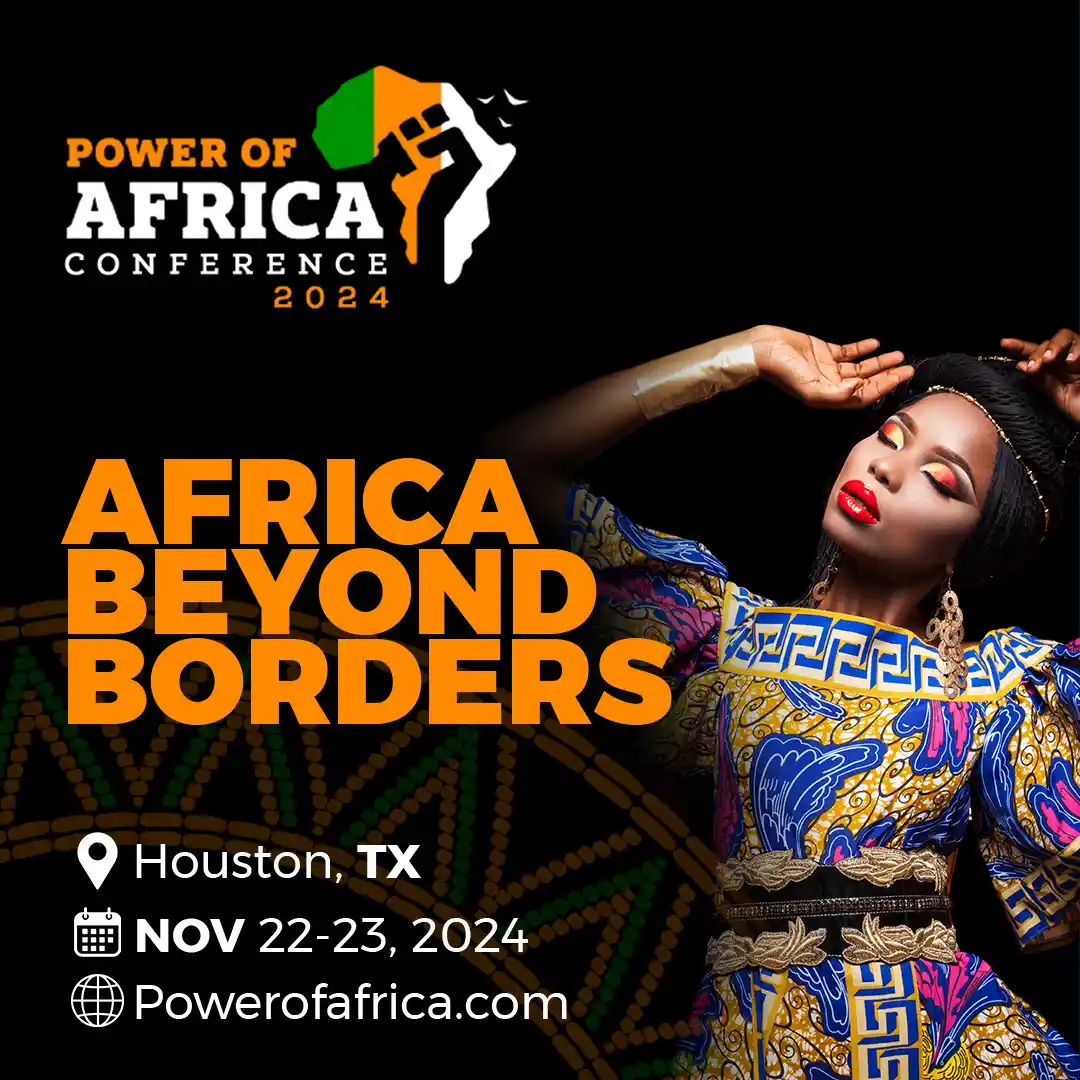 POWER OF
AFRICA
CONFERENCE
2024
AFRICA
BEYOND
BORDERS
Houston, TX
NOV 22-23, 2024
Powerofafrica.com